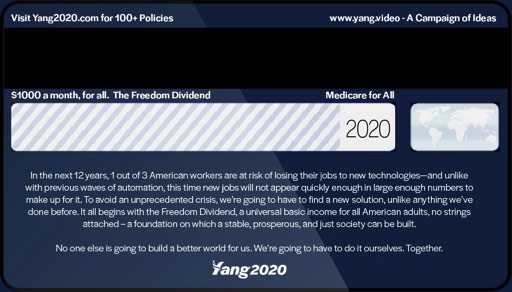 Visit Yang2020.com for 100+ Policies
www.yang.video - A Campaign of Ideas
$1000 a month, for all. The Freedom Dividend
Medicare for All
2020
In the next 12 years, 1 out of 3 American workers are at risk of losing their jobs to new technologies—and unlike
with previous waves of automation, this time new jobs will not appear quickly enough in large enough numbers to
make up for it. To avoid an unprecedented crisis, we're going to have to find a new solution, unlike anything we've
done before. It all begins with the Freedom Dividend, a universal basic income for all American adults, no strings
attached – a foundation on which a stable, prosperous, and just society can be built.
No one else is going to build a better world for us. We're going to have to do it ourselves. Together.
Yang2020